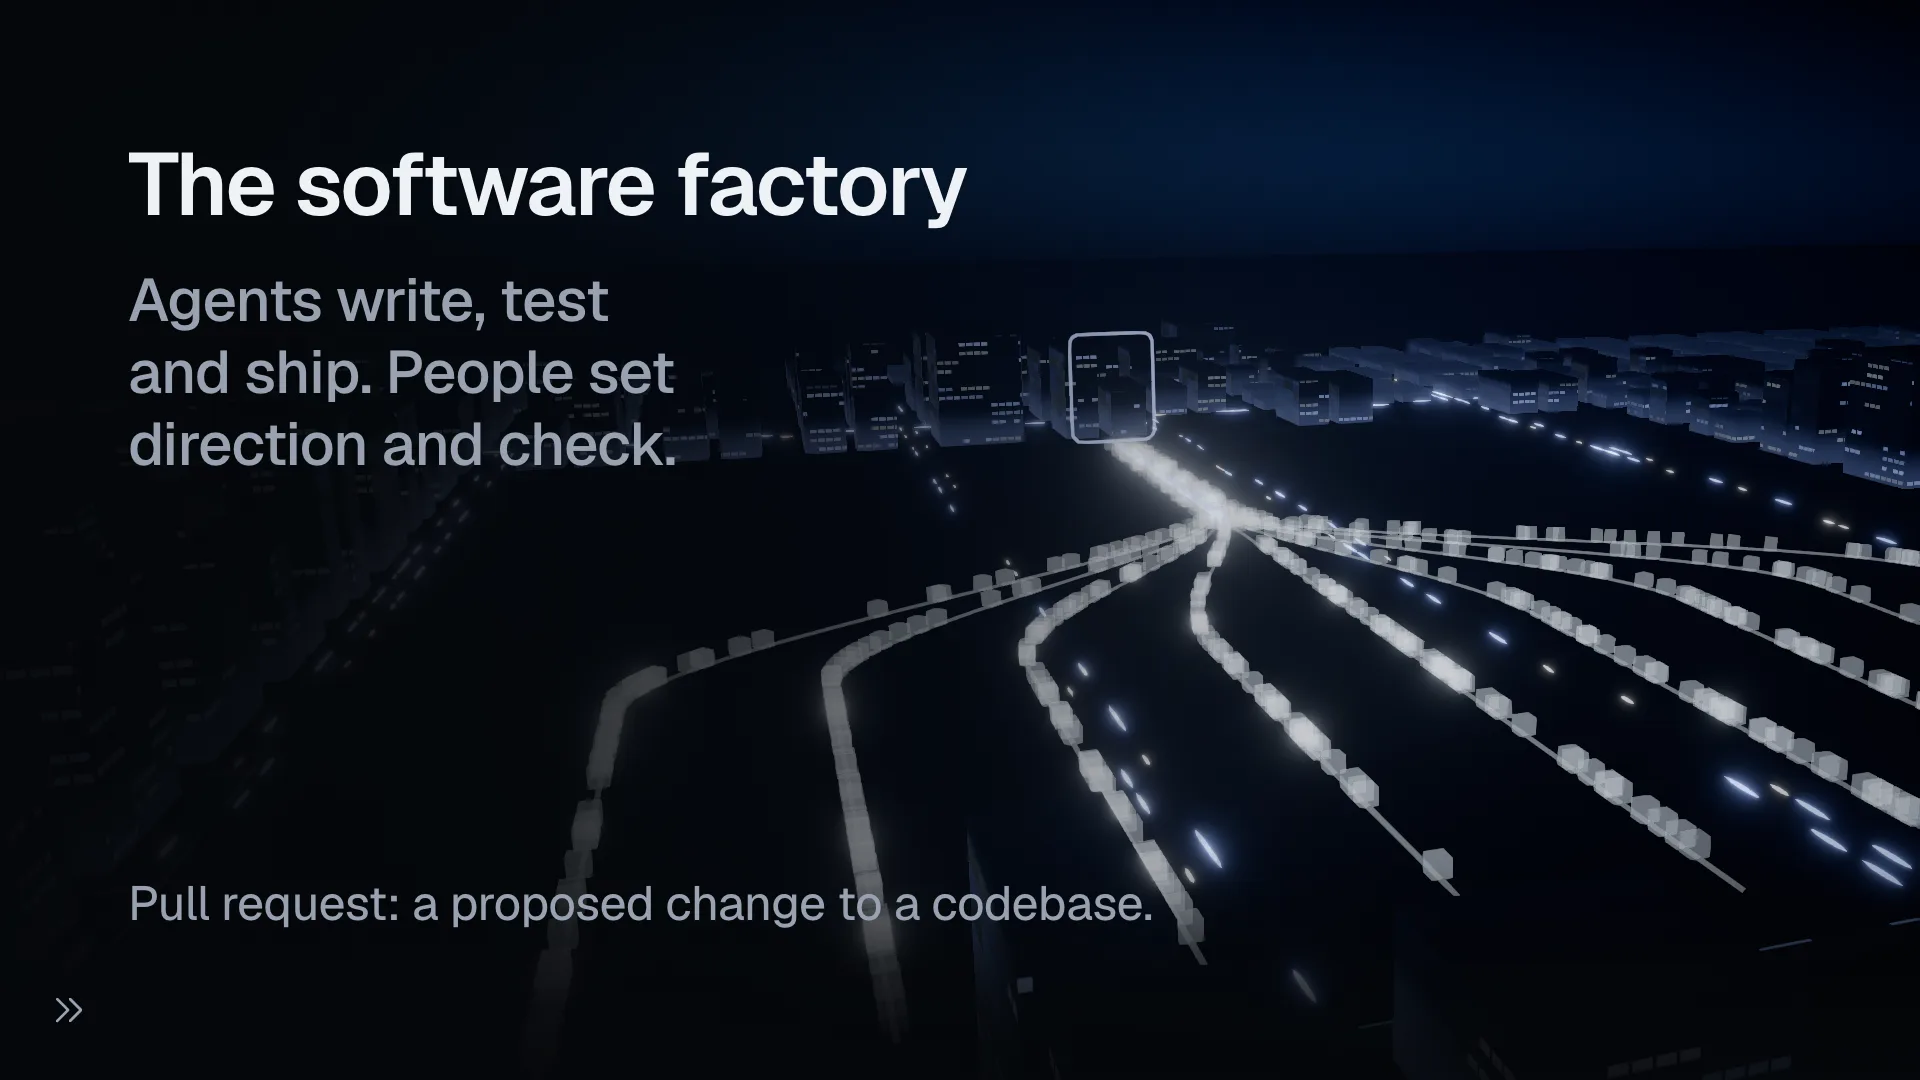 The software factory
Agents write, test
and ship. People set
direction and check.
Pull request: a proposed change to a codebase.